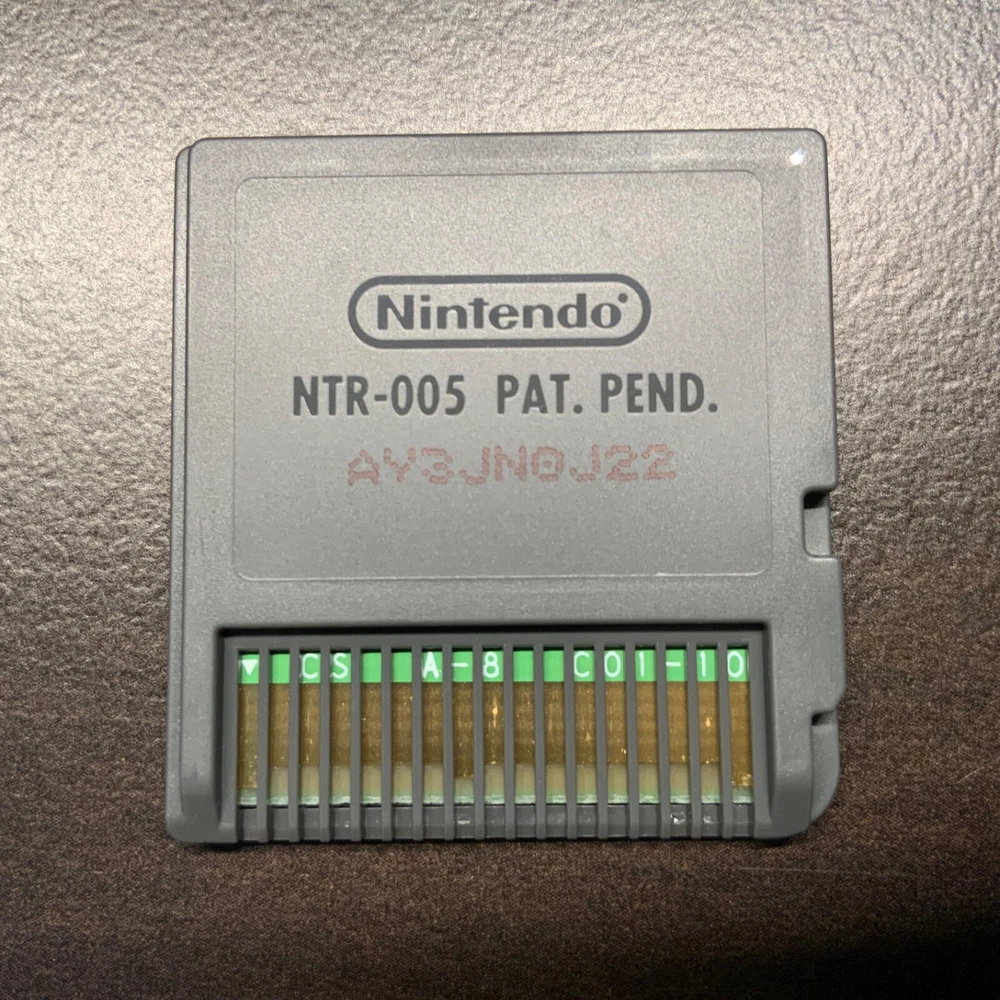 Nintendo
NTR-005 PAT. PEND.
AY3JN0J22
CS A-8 C01-10